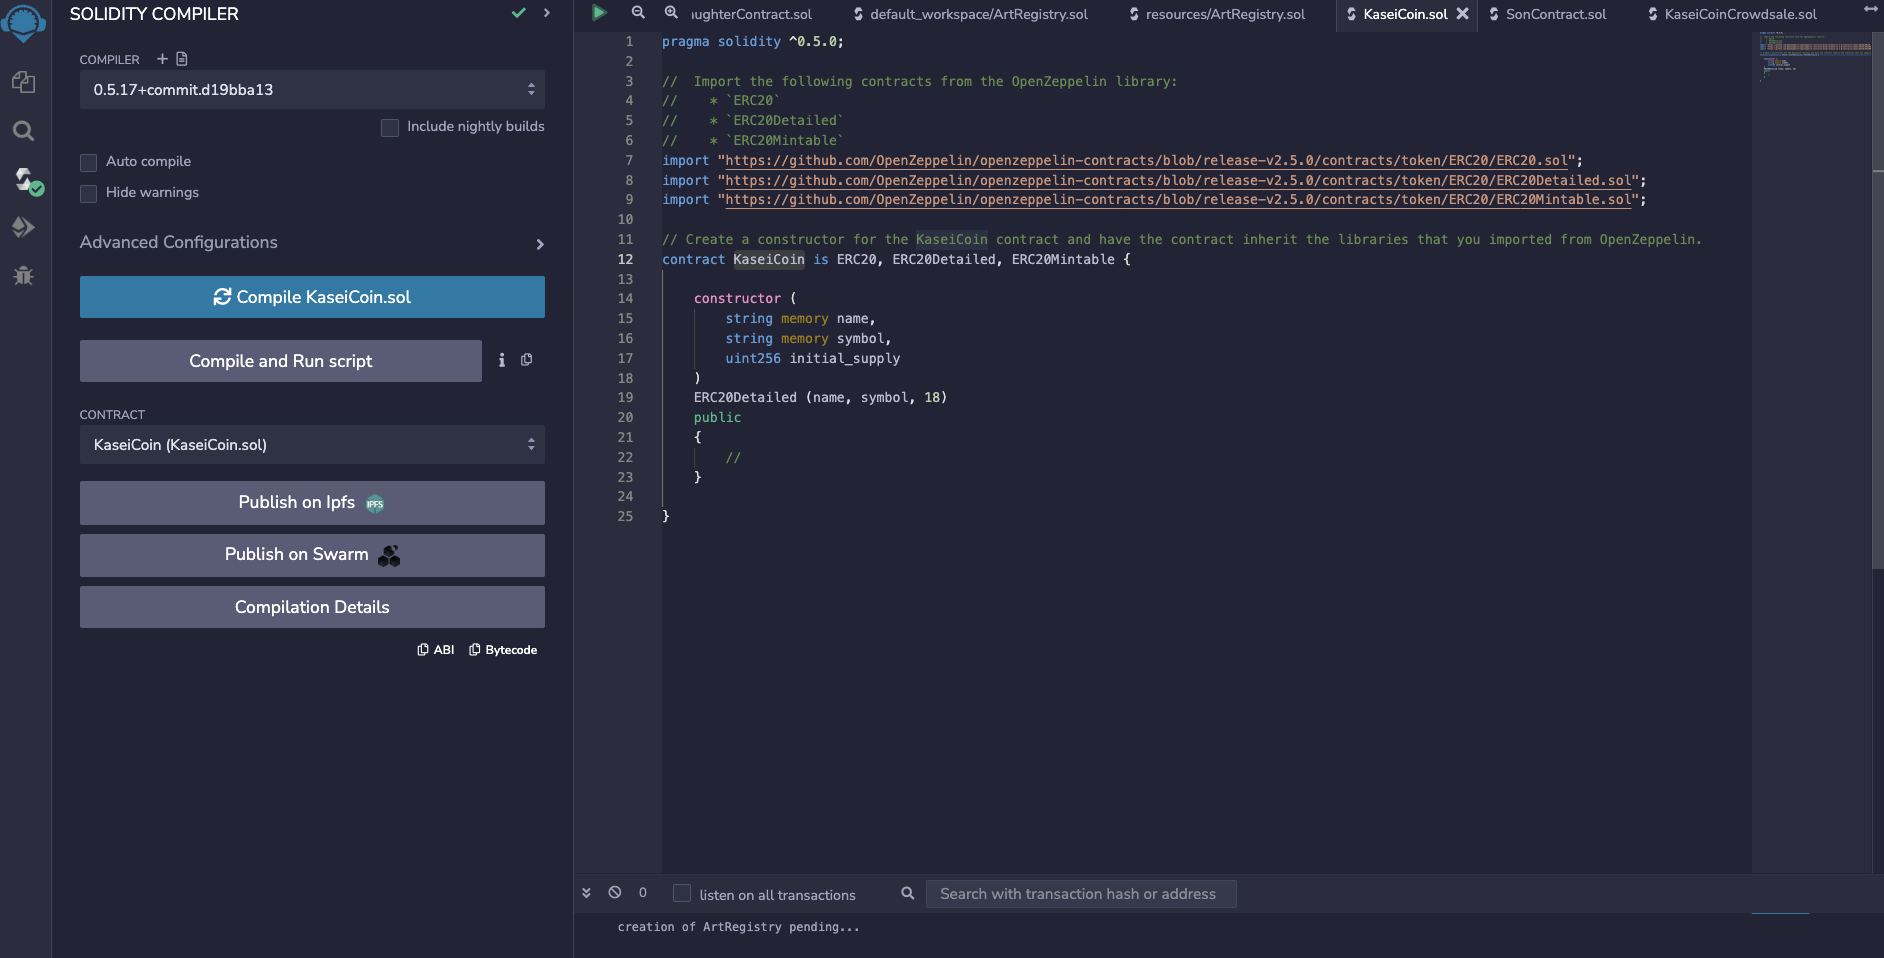 SOLIDITY COMPILER
COMPILER
0.5.17+commit.d19bba13
Include nightly builds
Auto compile
Hide warnings
Advanced Configurations
Compile KaseiCoin.sol
Compile and Run script
CONTRACT
KaseiCoin (KaseiCoin.sol)
Publish on Ipfs
IPFS
Publish on Swarm
Compilation Details
ABI Bytecode
aughterContract.sol default_workspace/ArtRegistry.sol resources/ArtRegistry.sol KaseiCoin.sol SonContract.sol KaseiCoinCrowdsale.sol
1 pragma solidity ^0.5.0;
2
3 //  Import the following contracts from the OpenZeppelin library:
4 //    * `ERC20`
5 //    * `ERC20Detailed`
6 //    * `ERC20Mintable`
7 import "https://github.com/OpenZeppelin/openzeppelin-contracts/blob/release-v2.5.0/contracts/token/ERC20/ERC20.sol";
8 import "https://github.com/OpenZeppelin/openzeppelin-contracts/blob/release-v2.5.0/contracts/token/ERC20/ERC20Detailed.sol";
9 import "https://github.com/OpenZeppelin/openzeppelin-contracts/blob/release-v2.5.0/contracts/token/ERC20/ERC20Mintable.sol";
10
11 // Create a constructor for the KaseiCoin contract and have the contract inherit the libraries that you imported from OpenZeppelin.
12 contract KaseiCoin is ERC20, ERC20Detailed, ERC20Mintable {
13
14     constructor (
15         string memory name,
16         string memory symbol,
17         uint256 initial_supply
18     )
19     ERC20Detailed (name, symbol, 18)
20     public
21     {
22         //
23     }
24
25 }
0 listen on all transactions Search with transaction hash or address
creation of ArtRegistry pending...